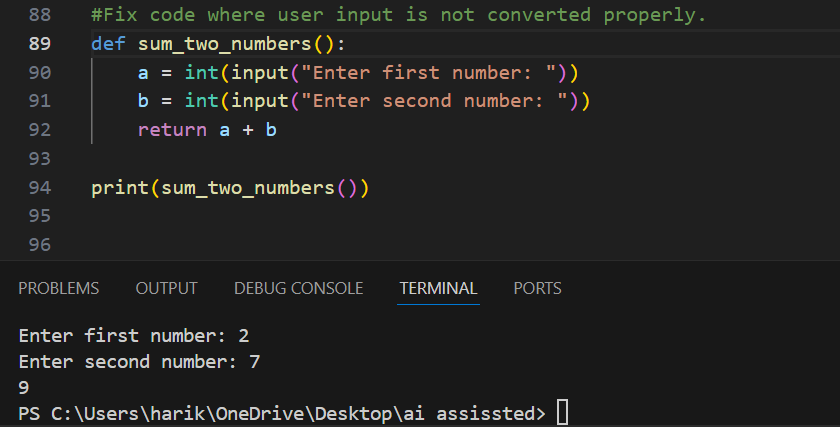 88 #Fix code where user input is not converted properly.
89 def sum_two_numbers():
90     a = int(input("Enter first number: "))
91     b = int(input("Enter second number: "))
92     return a + b
93
94 print(sum_two_numbers())
95
96
PROBLEMS OUTPUT DEBUG CONSOLE TERMINAL PORTS
Enter first number: 2
Enter second number: 7
9
PS C:\Users\harik\OneDrive\Desktop\ai assissted>